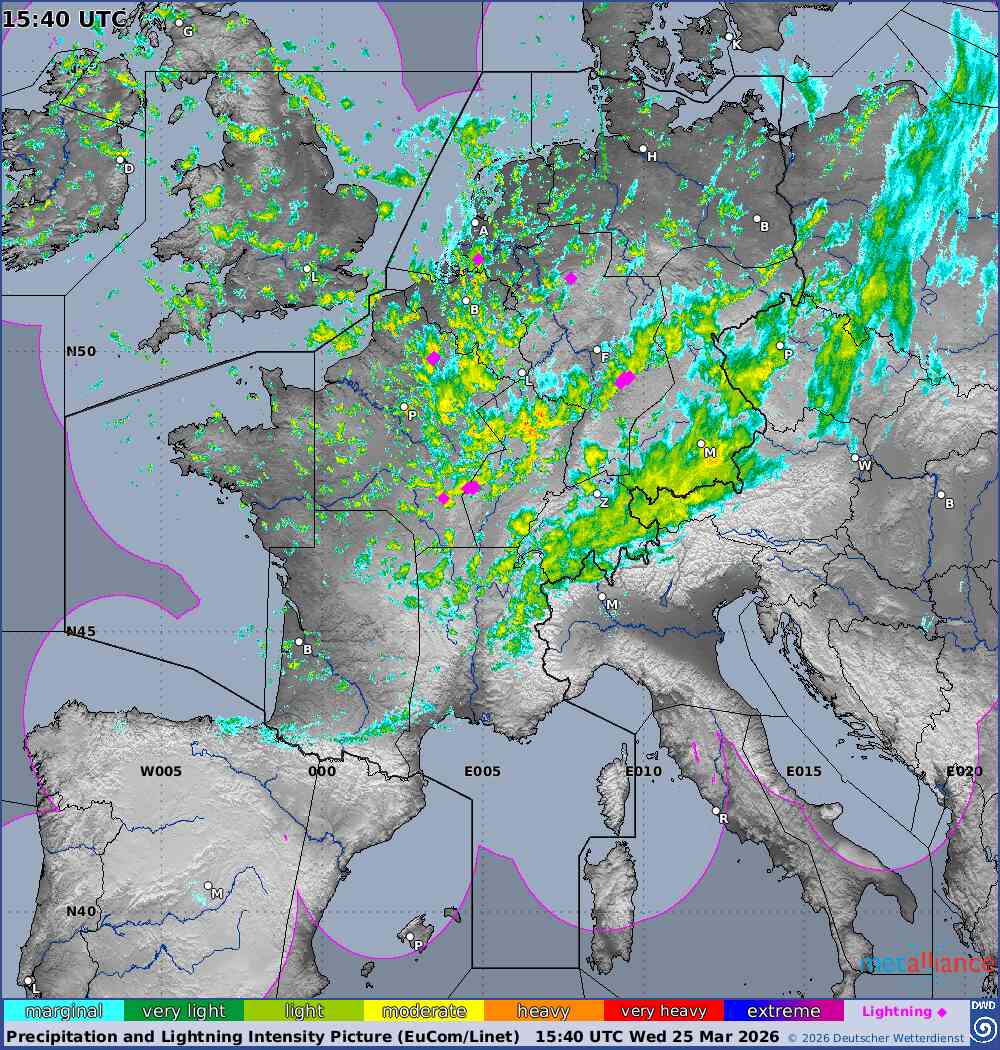 15:40 UTC
G
K
D
H
A
B
L
B
N50
F
P
L
P
M
W
Z
B
M
N45
B
W005
000
E005
E010
E015
E020
R
M
N40
P
L
metalliance
marginal very light light moderate heavy very heavy extreme Lightning
DWD
Precipitation and Lightning Intensity Picture (EuCom/Linet) 15:40 UTC Wed 25 Mar 2026 © 2026 Deutscher Wetterdienst